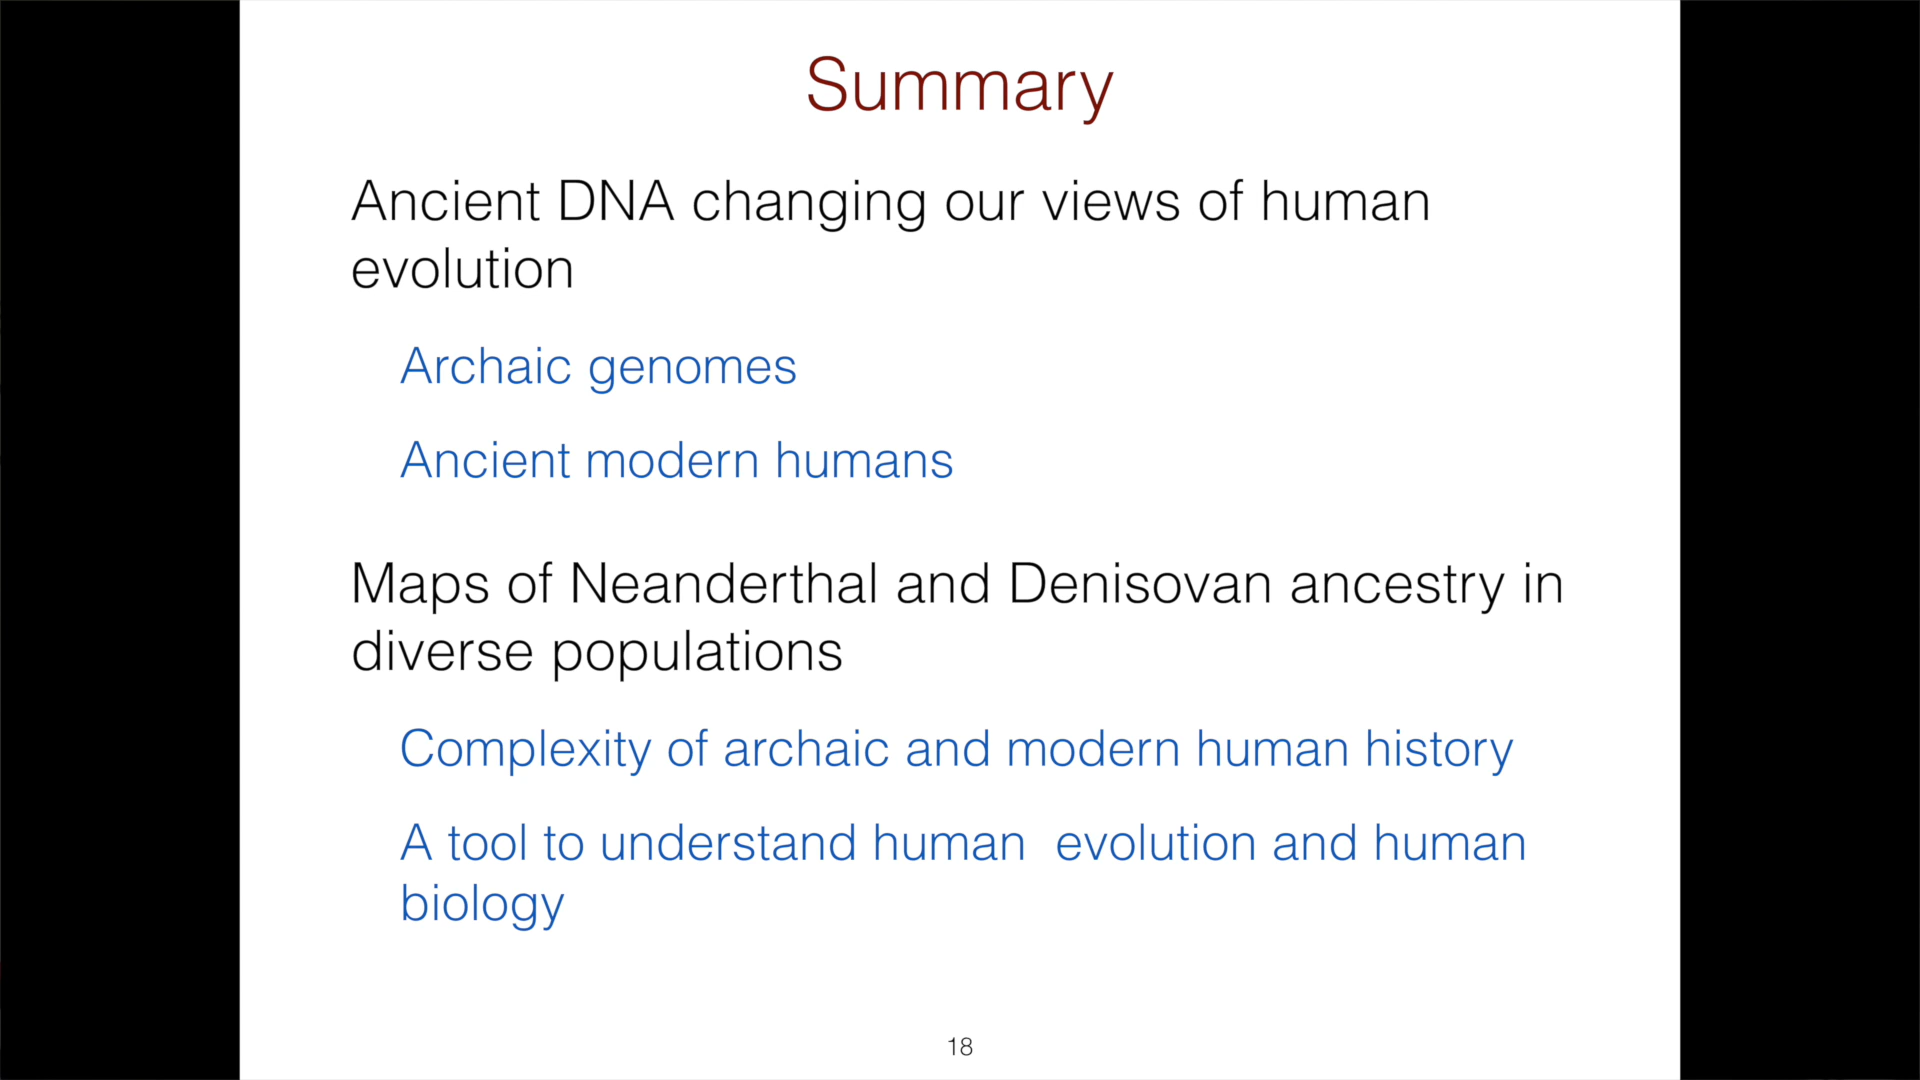 Summary
Ancient DNA changing our views of human
evolution
Archaic genomes
Ancient modern humans
Maps of Neanderthal and Denisovan ancestry in
diverse populations
Complexity of archaic and modern human history
A tool to understand human  evolution and human
biology
18